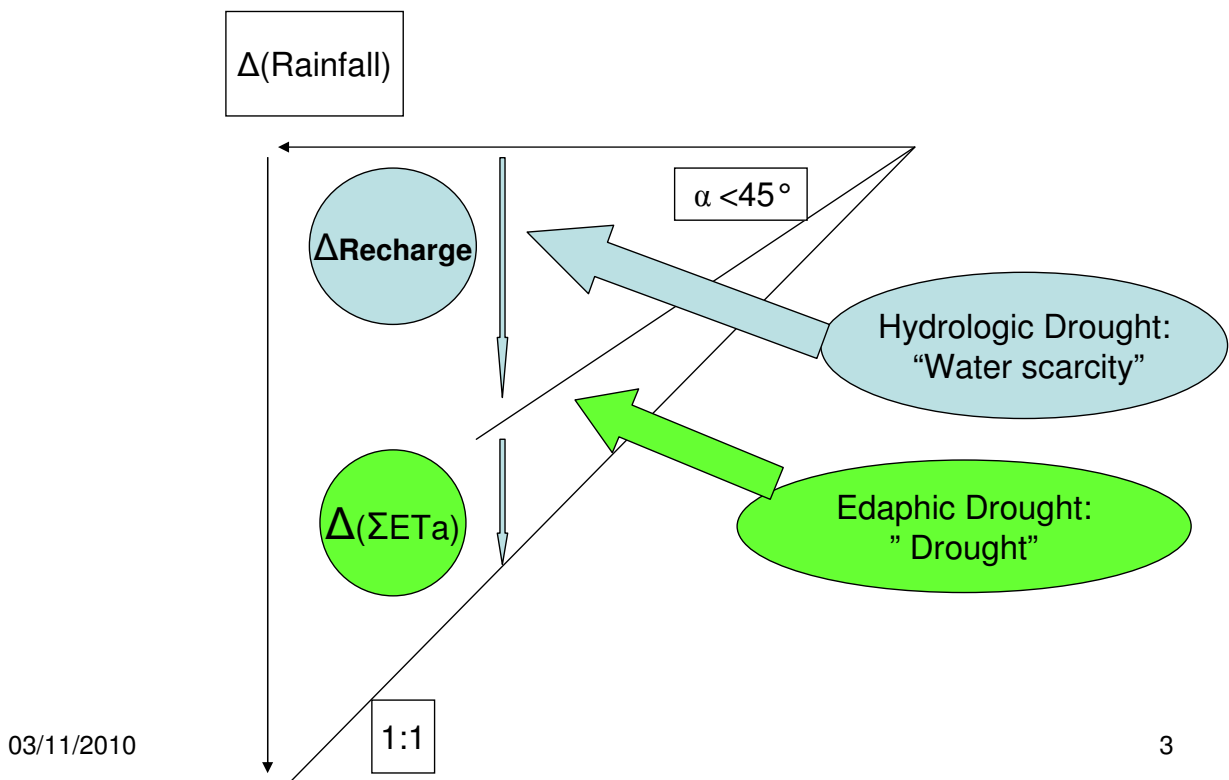 Δ(Rainfall)
α <45°
ΔRecharge
Hydrologic Drought:
“Water scarcity”
Δ(ΣETa)
Edaphic Drought:
” Drought”
1:1
03/11/2010
3